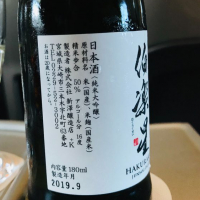 日本酒(純米大吟醸)
原材料名 米(国産)、米麹(国産米)
精米歩合 50% アルコール分 16度
製造者 株式会社 新澤醸造店
宮城県大崎市三本木字北町63番地
お酒は20歳になってから。
内容量180ml
製造年月
2019.9
伯楽星
HAKURA